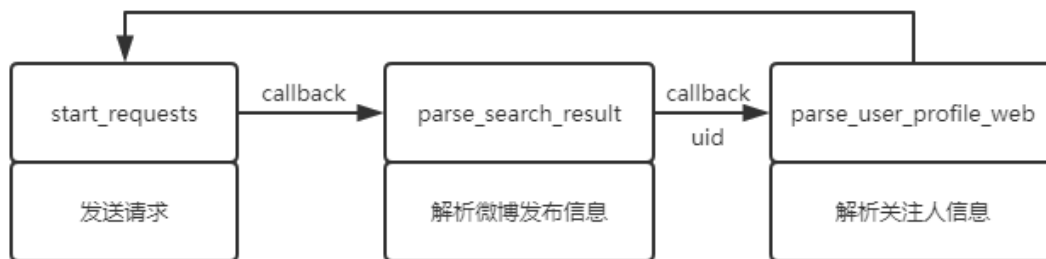 start_requests
callback
parse_search_result
callback
uid
parse_user_profile_web
发送请求
解析微博发布信息
解析关注人信息